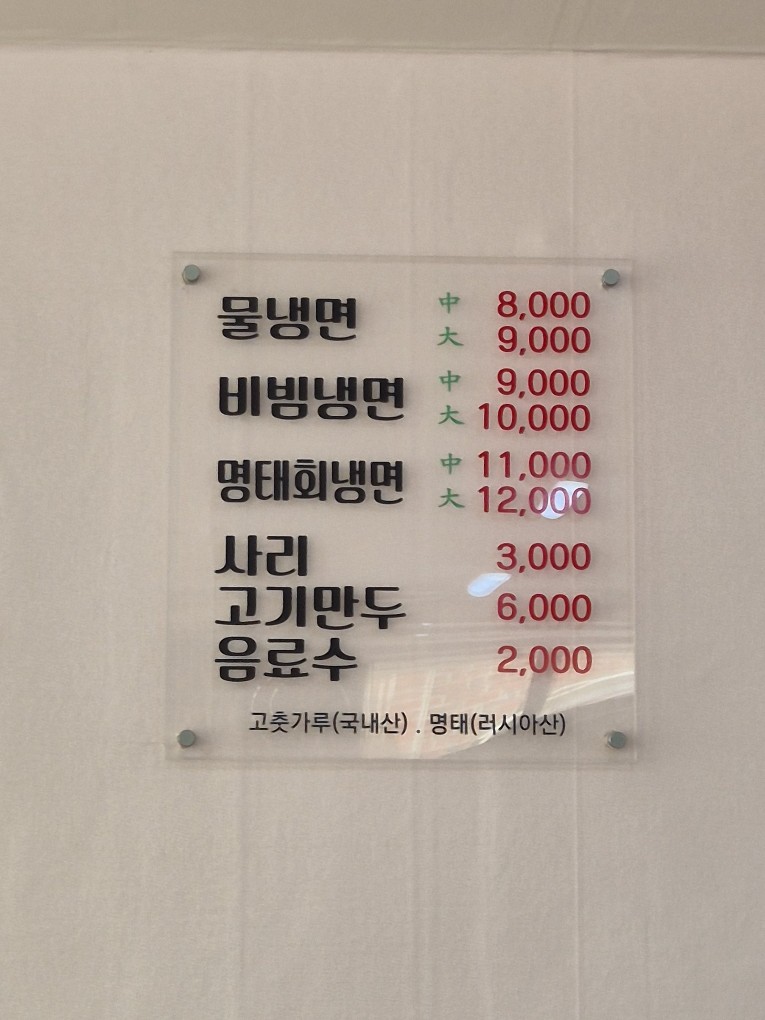 물냉면 中 8,000
大 9,000
비빔냉면 中 9,000
大 10,000
명태회냉면 中 11,000
大 12,000
사리 3,000
고기만두 6,000
음료수 2,000
고춧가루(국내산) . 명태(러시아산)